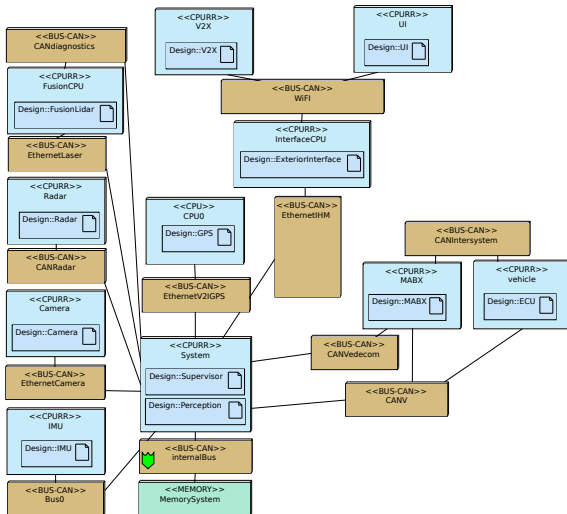 <<BUS-CAN>>
CANdiagnostics
<<CPURR>>
V2X
Design::V2X
<<CPURR>>
UI
Design::UI
<<CPURR>>
FusionCPU
Design::FusionLidar
<<BUS-CAN>>
WiFI
<<CPURR>>
InterfaceCPU
Design::ExteriorInterface
<<BUS-CAN>>
EthernetLaser
<<CPURR>>
Radar
Design::Radar
<<CPU>>
CPU0
Design::GPS
<<BUS-CAN>>
EthernetIHM
<<BUS-CAN>>
CANIntersystem
<<BUS-CAN>>
CANRadar
<<CPURR>>
MABX
Design::MABX
<<CPURR>>
vehicle
Design::ECU
<<BUS-CAN>>
EthernetV2IGPS
<<CPURR>>
Camera
Design::Camera
<<CPURR>>
System
Design::Supervisor
Design::Perception
<<BUS-CAN>>
CANVedecom
<<BUS-CAN>>
EthernetCamera
<<BUS-CAN>>
CANV
<<CPURR>>
IMU
Design::IMU
<<BUS-CAN>>
internalBus
<<BUS-CAN>>
Bus0
<<MEMORY>>
MemorySystem